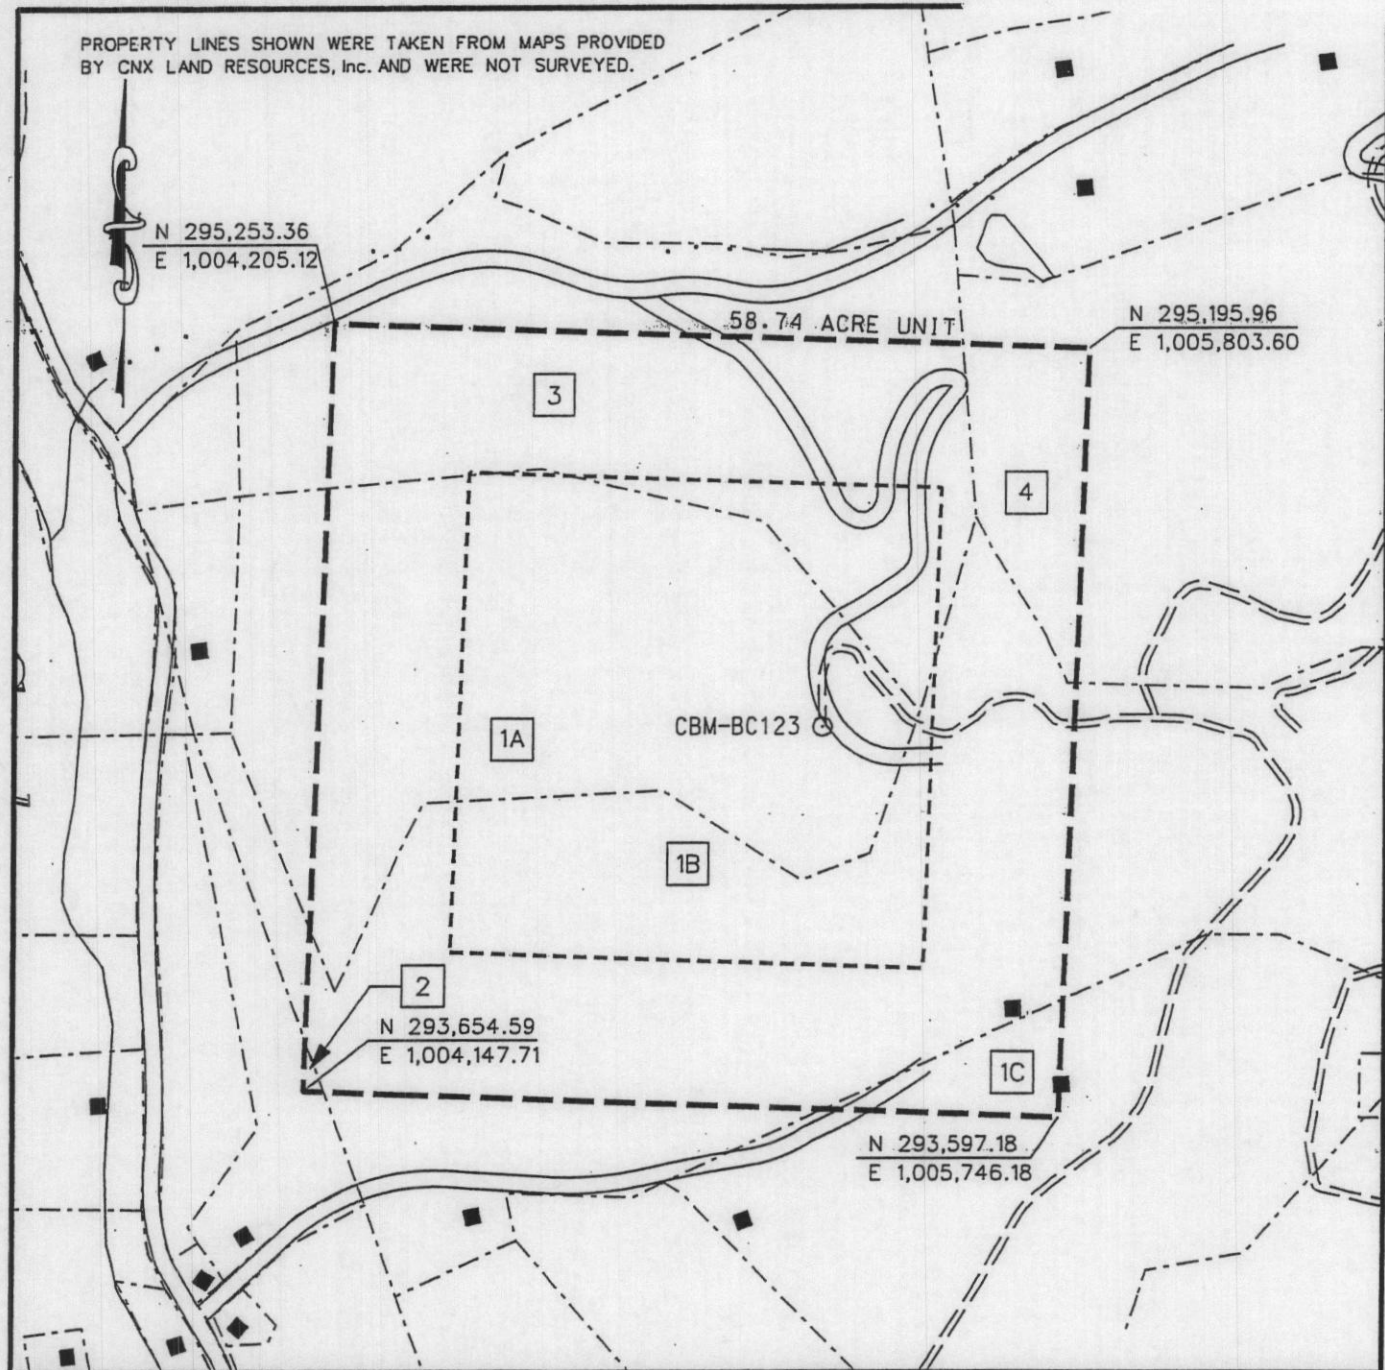 PROPERTY LINES SHOWN WERE TAKEN FROM MAPS PROVIDED
BY CNX LAND RESOURCES, Inc. AND WERE NOT SURVEYED.
N 295,253.36
E 1,004,205.12
58.74 ACRE UNIT
N 295,195.96
E 1,005,803.60
3
4
1A
CBM-BC123
1B
2
N 293,654.59
E 1,004,147.71
1C
N 293,597.18
E 1,005,746.18